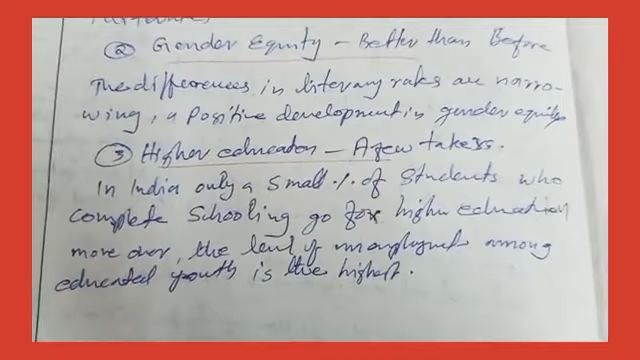 ② Gender Equity - Better than Before
The differences in literary rates are narro-
wing, a positive development in gender equity
③ Higher education - A few takers.
In India only a small % of students who
complete schooling go for higher education
more over, the level of unemployment among
educated youth is the highest.